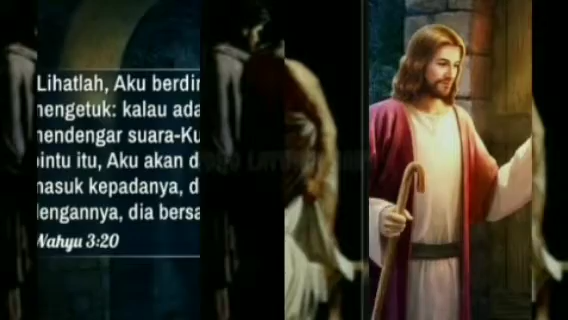 Lihatlah, Aku berdir
mengetuk: kalau ada
mendengar suara-Ku
pintu itu, Aku akan d
masuk kepadanya, d
dengannya, dia bersa
Wahyu 3:20